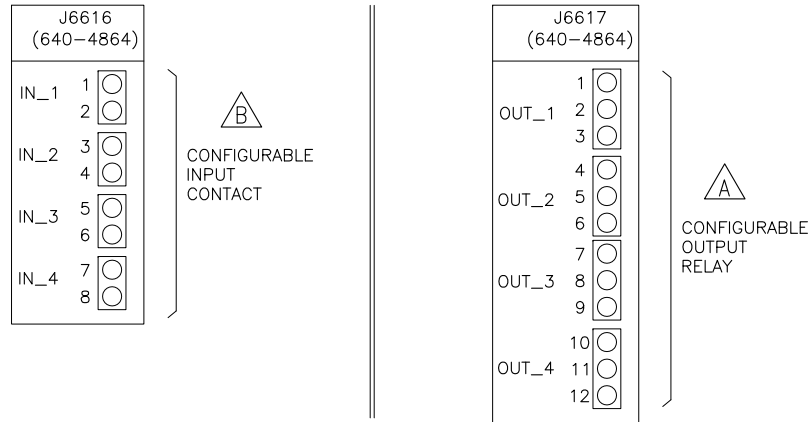 J6616
(640-4864)
IN_1
1
2
IN_2
3
4
IN_3
5
6
IN_4
7
8
B
CONFIGURABLE
INPUT
CONTACT
J6617
(640-4864)
OUT_1
1
2
3
OUT_2
4
5
6
OUT_3
7
8
9
OUT_4
10
11
12
A
CONFIGURABLE
OUTPUT
RELAY